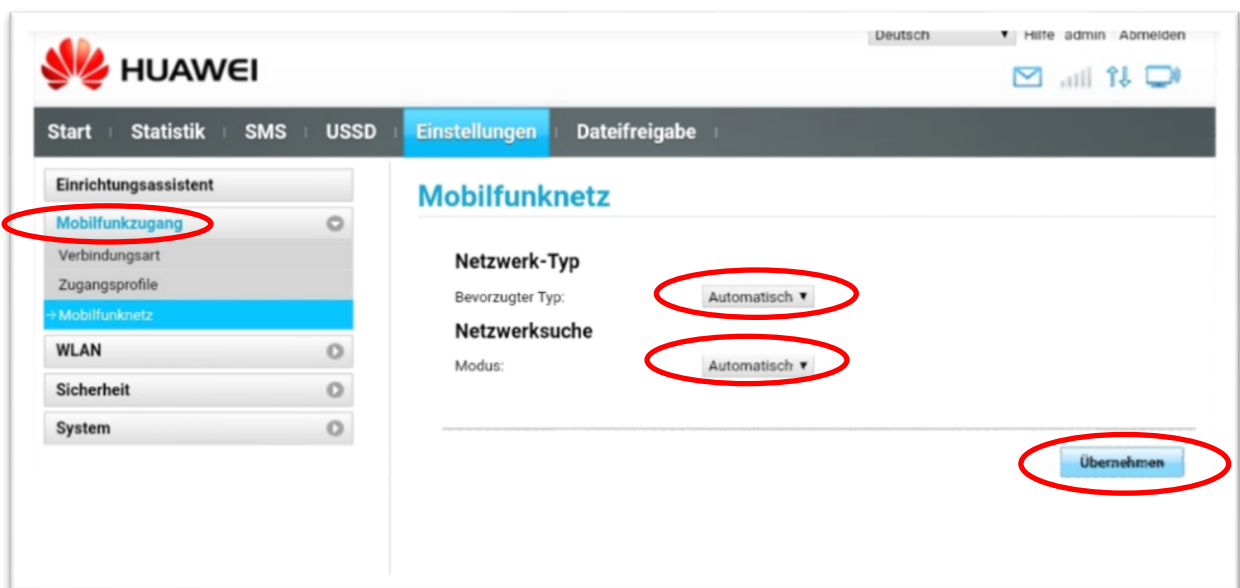 Deutsch Hilfe admin Abmelden
HUAWEI
Start Statistik SMS USSD Einstellungen Dateifreigabe
Einrichtungsassistent
Mobilfunkzugang
Verbindungsart
Zugangsprofile
→Mobilfunknetz
WLAN
Sicherheit
System
Mobilfunknetz
Netzwerk-Typ
Bevorzugter Typ: Automatisch
Netzwerksuche
Modus: Automatisch
Übernehmen